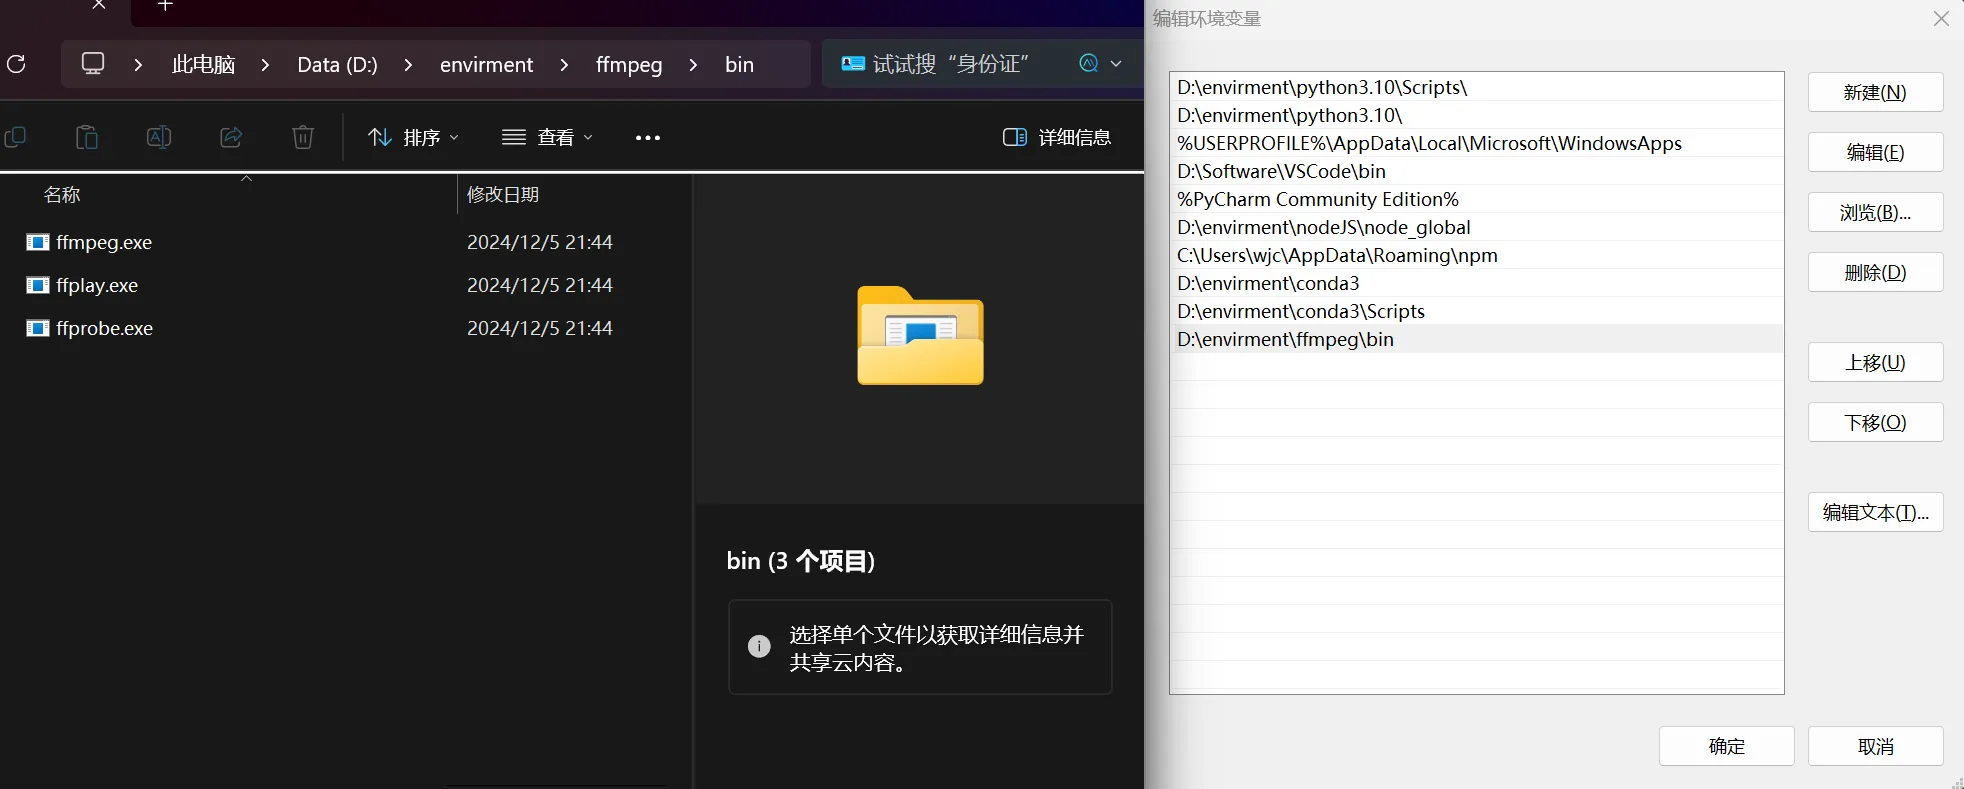 此电脑 > Data (D:) > envirment > ffmpeg > bin
试试搜“身份证”
排序
查看
详细信息
名称
修改日期
ffmpeg.exe 2024/12/5 21:44
ffplay.exe 2024/12/5 21:44
ffprobe.exe 2024/12/5 21:44
bin (3 个项目)
选择单个文件以获取详细信息并
共享云内容。
编辑环境变量
D:\envirment\python3.10\Scripts\
D:\envirment\python3.10\
%USERPROFILE%\AppData\Local\Microsoft\WindowsApps
D:\Software\VSCode\bin
%PyCharm Community Edition%
D:\envirment\nodeJS\node_global
C:\Users\wjc\AppData\Roaming\npm
D:\envirment\conda3
D:\envirment\conda3\Scripts
D:\envirment\ffmpeg\bin
新建(N)
编辑(E)
浏览(B)...
删除(D)
上移(U)
下移(O)
编辑文本(T)...
确定
取消